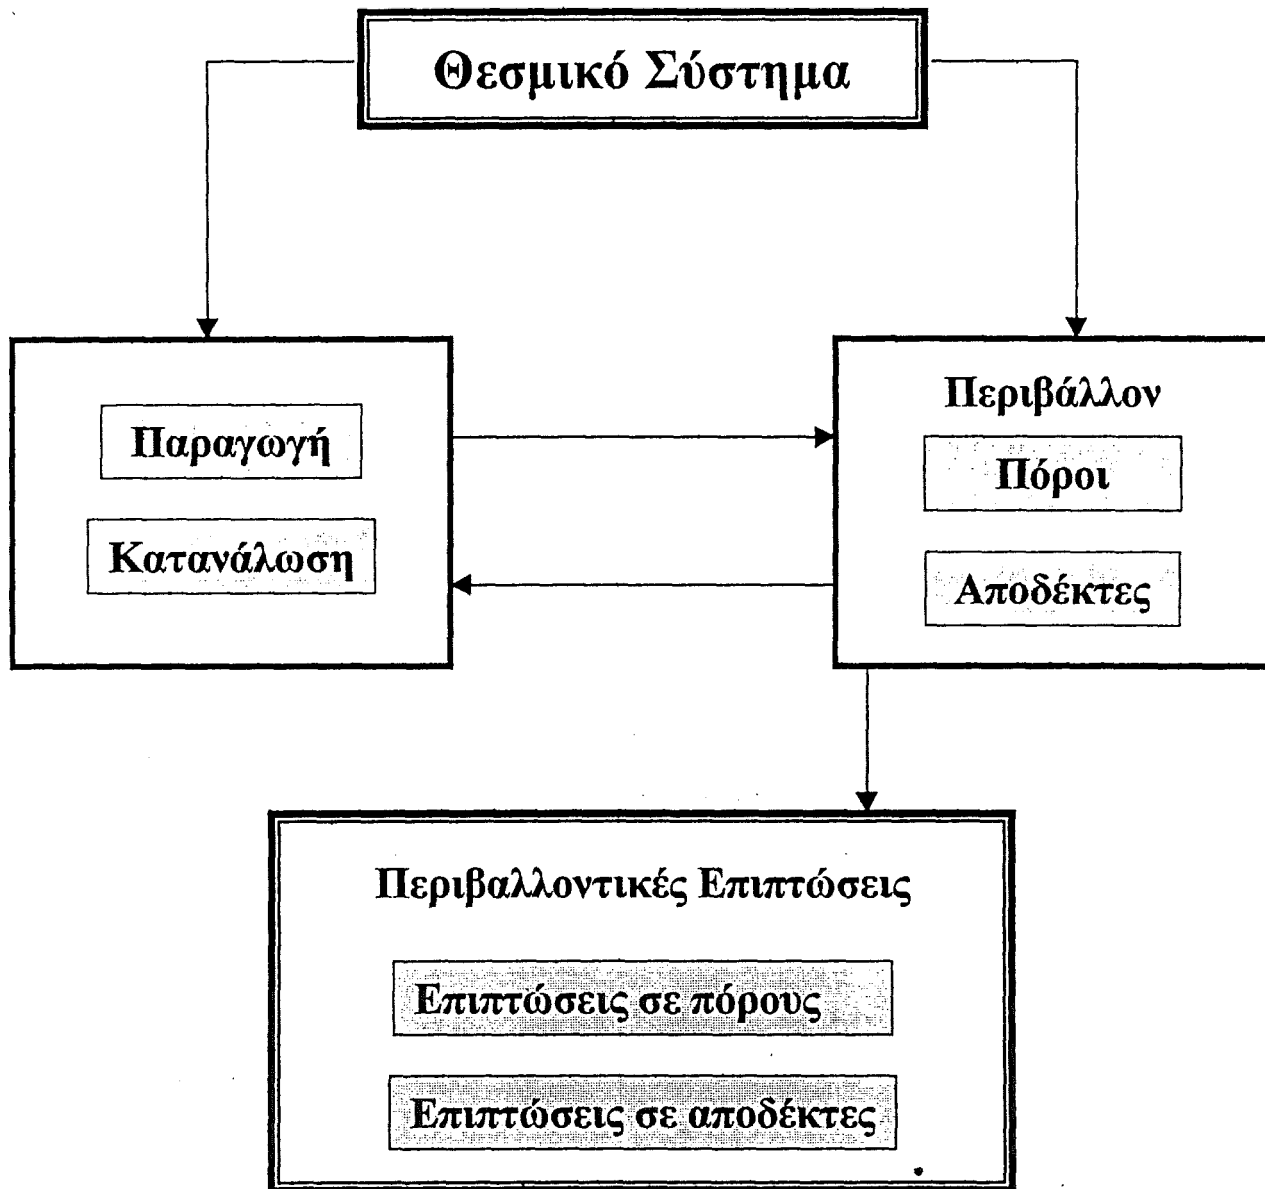 Θεσμικό Σύστημα
Παραγωγή
Κατανάλωση
Περιβάλλον
Πόροι
Αποδέκτες
Περιβαλλοντικές Επιπτώσεις
Επιπτώσεις σε πόρους
Επιπτώσεις σε αποδέκτες